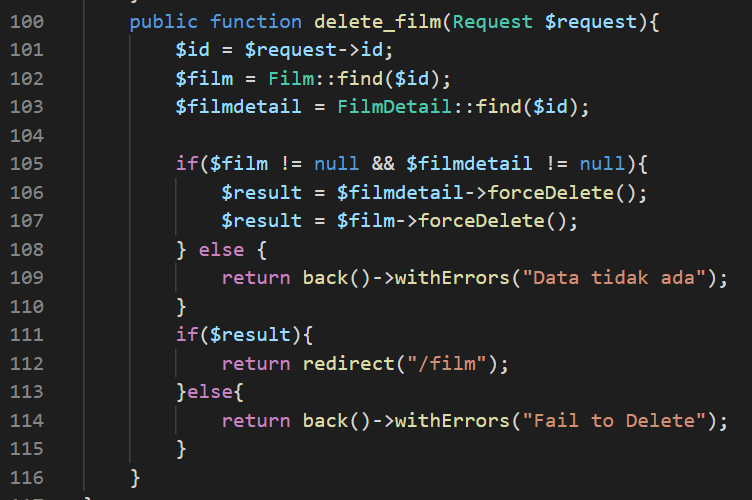 100 public function delete_film(Request $request){
101 $id = $request->id;
102 $film = Film::find($id);
103 $filmdetail = FilmDetail::find($id);
104
105 if($film != null && $filmdetail != null){
106 $result = $filmdetail->forceDelete();
107 $result = $film->forceDelete();
108 } else {
109 return back()->withErrors("Data tidak ada");
110 }
111 if($result){
112 return redirect("/film");
113 }else{
114 return back()->withErrors("Fail to Delete");
115 }
116 }